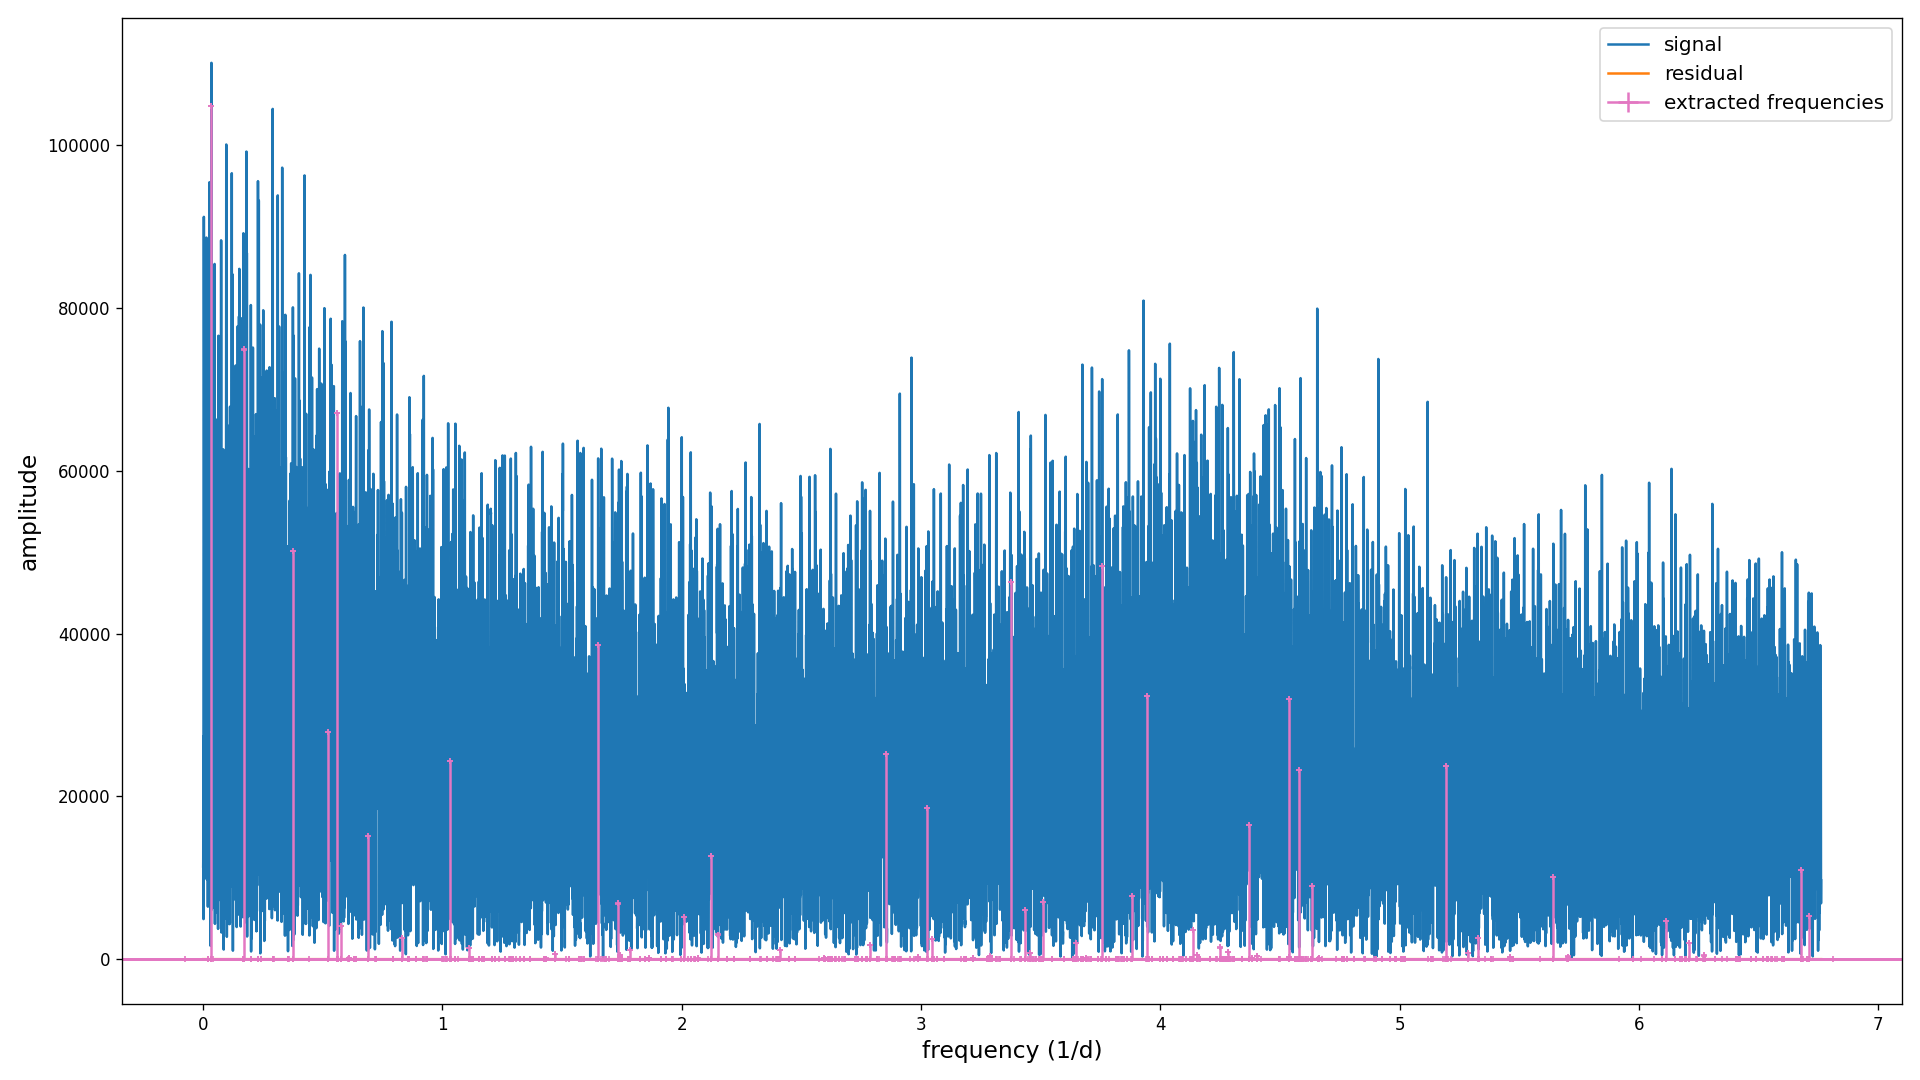 signal
residual
extracted frequencies
100000
80000
60000
40000
20000
0
amplitude
0 1 2 3 4 5 6 7
frequency (1/d)